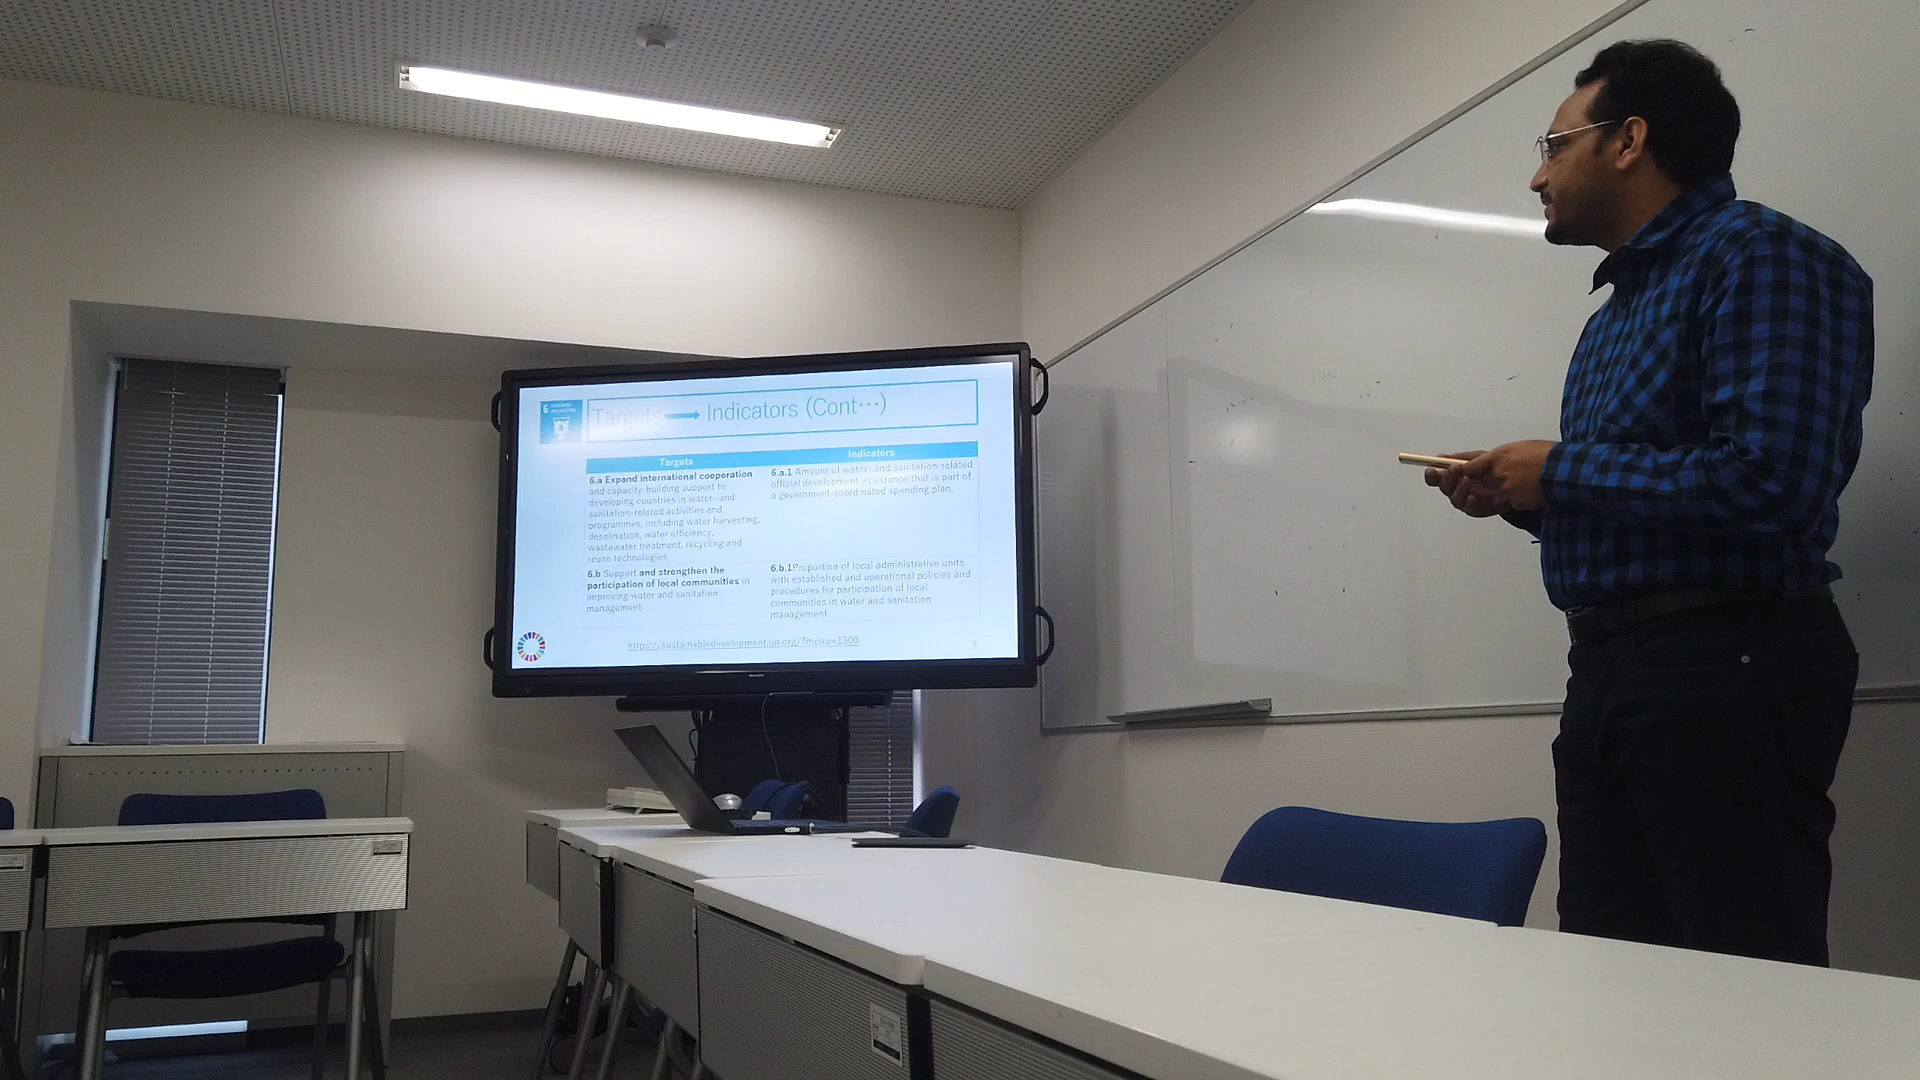 6
Targets → Indicators (Cont…)
Targets
Indicators
6.a Expand international cooperation
and capacity-building support to
developing countries in water- and
sanitation-related activities and
programmes, including water harvesting,
desalination, water efficiency,
wastewater treatment, recycling and
reuse technologies
6.a.1 Amount of water- and sanitation-related
official development assistance that is part of
a government-coordinated spending plan.
6.b Support and strengthen the
participation of local communities in
improving water and sanitation
management
6.b.1Proportion of local administrative units
with established and operational policies and
procedures for participation of local
communities in water and sanitation
management
https://sustainabledevelopment.un.org/?menu=1300